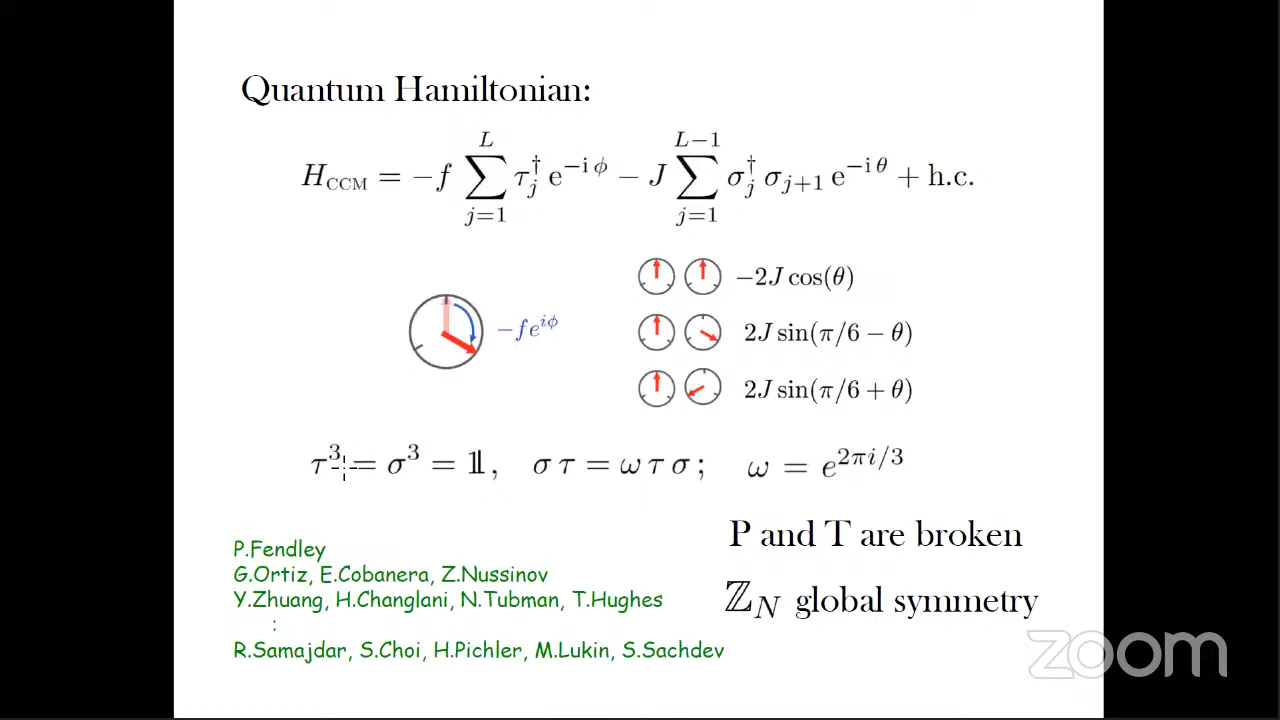 Quantum Hamiltonian:
H_CCM = −f ∑_{j=1}^{L} τ_j^† e^{−i ϕ} − J ∑_{j=1}^{L−1} σ_j^† σ_{j+1} e^{−i θ} + h.c.
−2J cos(θ)
−fe^{iϕ}
2J sin(π/6 − θ)
2J sin(π/6 + θ)
τ^3 = σ^3 = 𝟙, σ τ = ω τ σ ; ω = e^{2πi/3}
P and T are broken
ℤ_N global symmetry
P.Fendley
G.Ortiz, E.Cobanera, Z.Nussinov
Y.Zhuang, H.Changlani, N.Tubman, T.Hughes
:
R.Samajdar, S.Choi, H.Pichler, M.Lukin, S.Sachdev
zoom